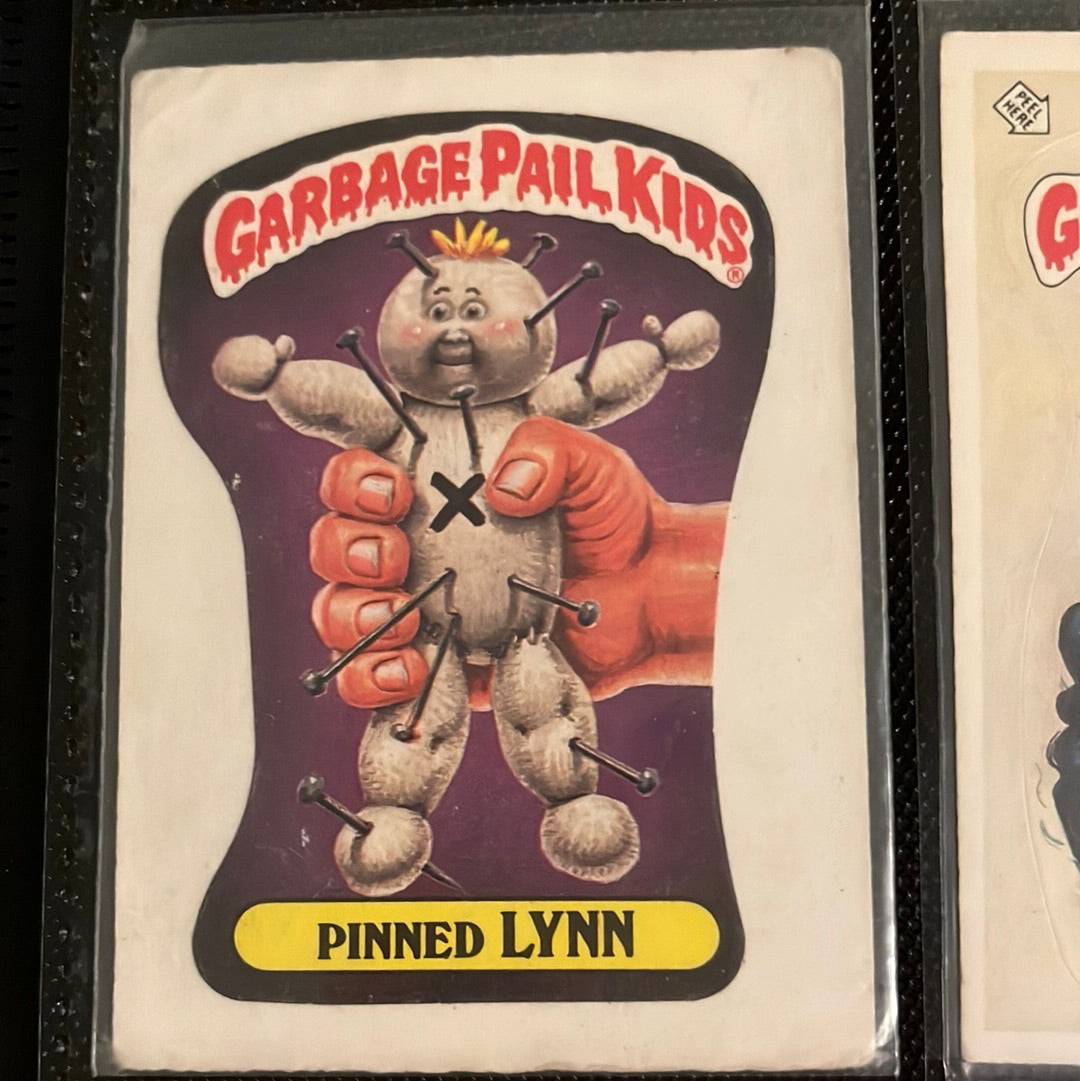 GARBAGE PAIL KIDS
®
PINNED LYNN
PEEL
HERE
G